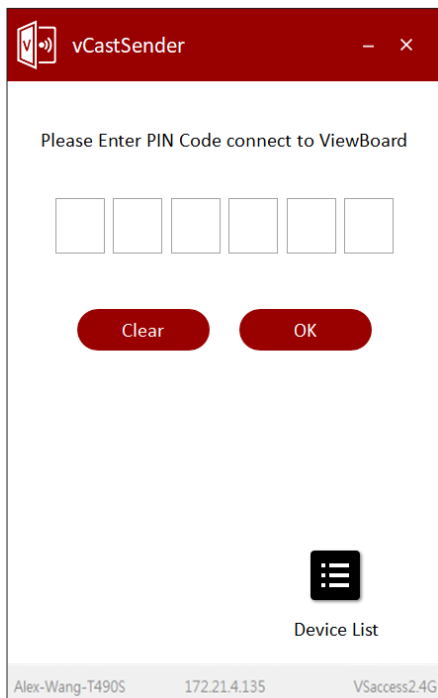 vCastSender
Please Enter PIN Code connect to ViewBoard
Clear OK
Device List
Alex-Wang-T490S 172.21.4.135 VSaccess2.4G